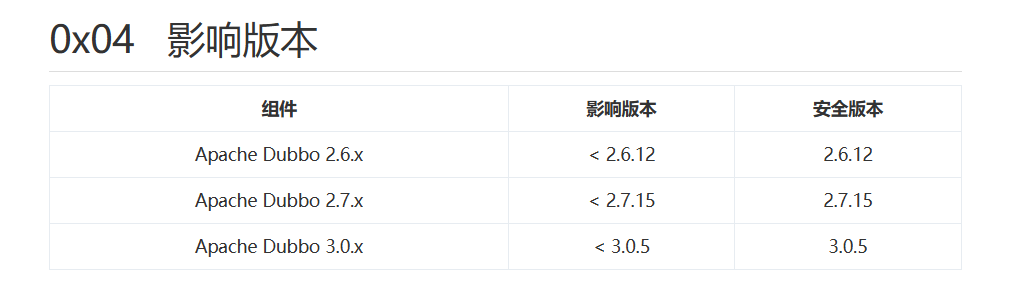 0x04 影响版本
组件 影响版本 安全版本
Apache Dubbo 2.6.x < 2.6.12 2.6.12
Apache Dubbo 2.7.x < 2.7.15 2.7.15
Apache Dubbo 3.0.x < 3.0.5 3.0.5